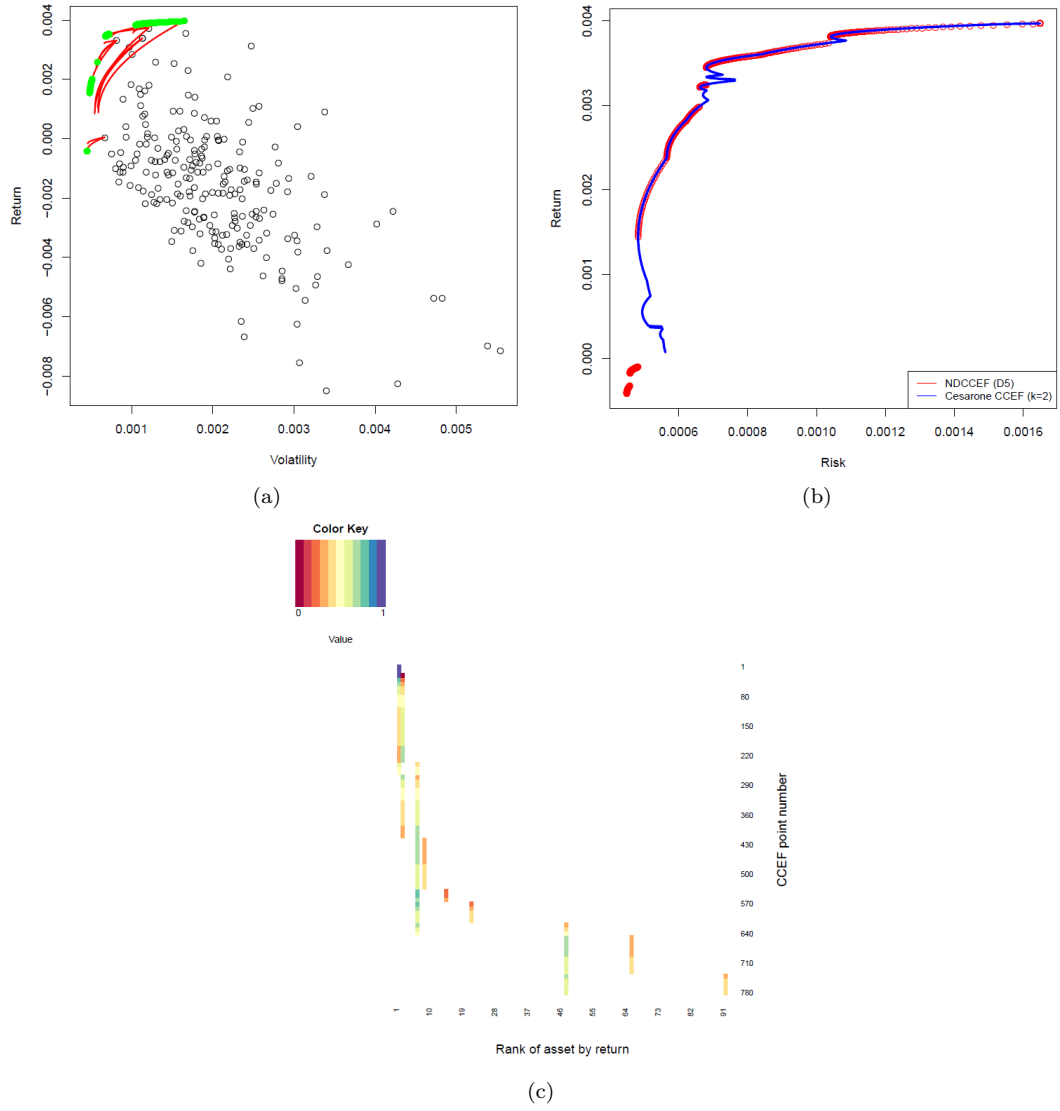 0.004
0.002
0.000
−0.002
−0.004
−0.006
−0.008
Return
0.001 0.002 0.003 0.004 0.005
Volatility
(a)
0.004
0.003
0.002
0.001
0.000
Return
NDCCEF (D5)
Cesarone CCEF (k=2)
0.0006 0.0008 0.0010 0.0012 0.0014 0.0016
Risk
(b)
Color Key
0 1
Value
1
80
150
220
290
360
430
500
570
640
710
780
CCEF point number
1 10 19 28 37 46 55 64 73 82 91
Rank of asset by return
(c)